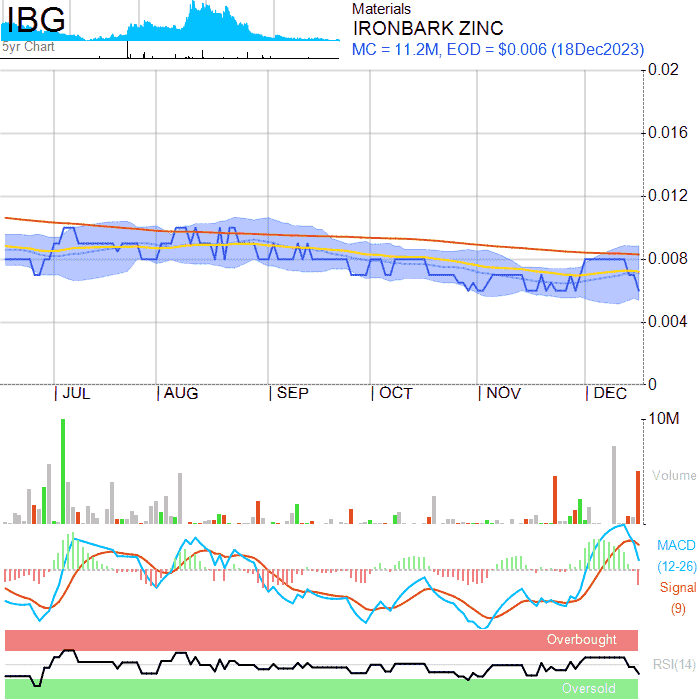 IBG
5yr Chart
Materials
IRONBARK ZINC
MC = 11.2M, EOD = $0.006 (18Dec2023)
0.02
0.016
0.012
0.008
0.004
0
JUL AUG SEP OCT NOV DEC
10M
Volume
MACD
(12-26)
Signal
(9)
Overbought
RSI(14)
Oversold